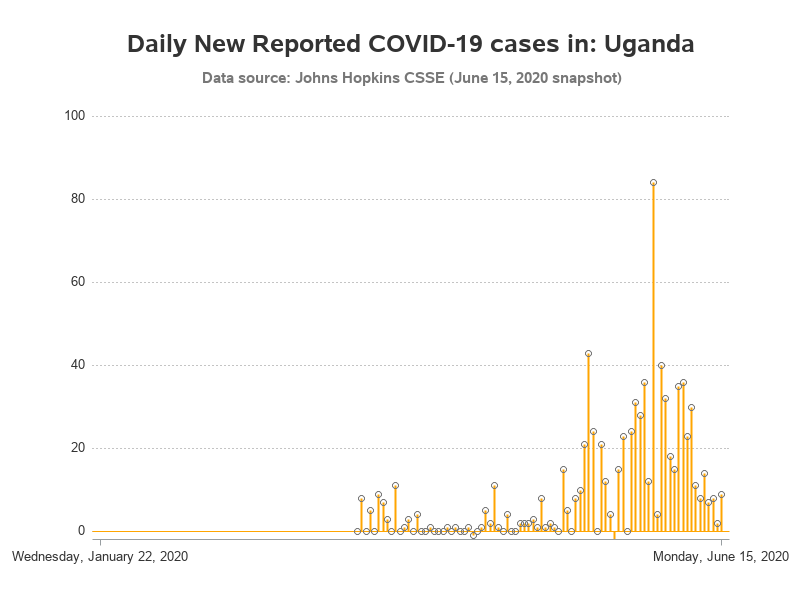 Daily New Reported COVID-19 cases in: Uganda
Data source: Johns Hopkins CSSE (June 15, 2020 snapshot)
100
80
60
40
20
0
Wednesday, January 22, 2020
Monday, June 15, 2020